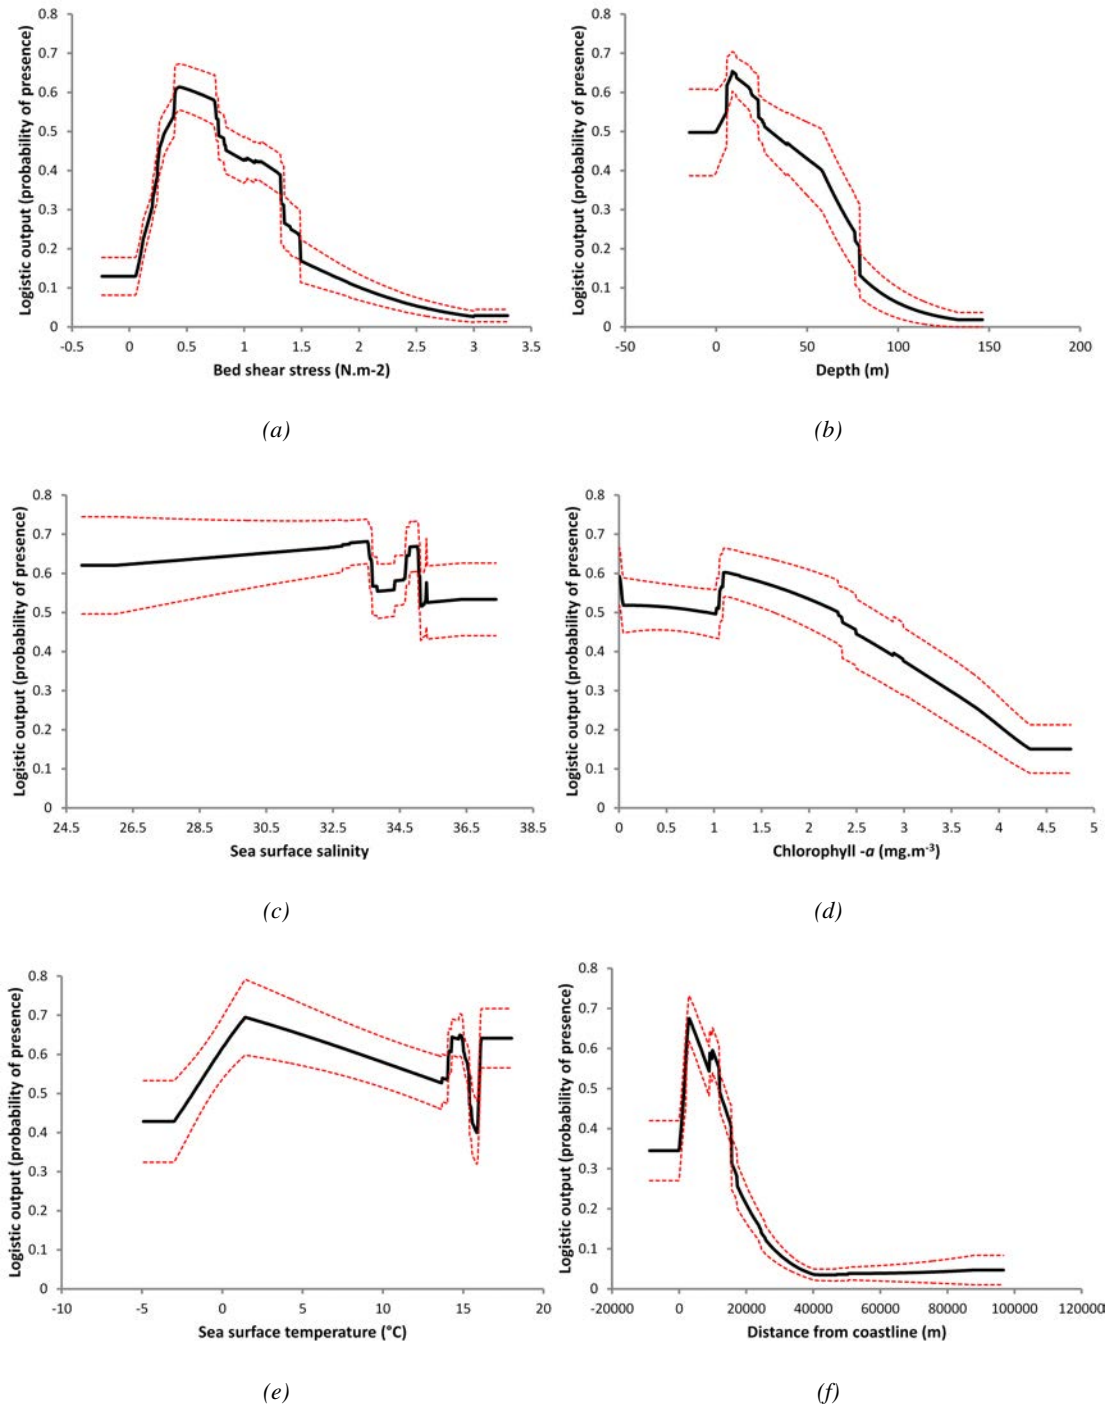 Logistic output (probability of presence)
0.8
0.7
0.6
0.5
0.4
0.3
0.2
0.1
0
-0.5 0 0.5 1 1.5 2 2.5 3 3.5
Bed shear stress (N.m-2)
(a)
Logistic output (probability of presence)
0.8
0.7
0.6
0.5
0.4
0.3
0.2
0.1
0
-50 0 50 100 150 200
Depth (m)
(b)
Logistic output (probability of presence)
0.8
0.7
0.6
0.5
0.4
0.3
0.2
0.1
0
24.5 26.5 28.5 30.5 32.5 34.5 36.5 38.5
Sea surface salinity
(c)
Logistic output (probability of presence)
0.8
0.7
0.6
0.5
0.4
0.3
0.2
0.1
0
0 0.5 1 1.5 2 2.5 3 3.5 4 4.5 5
Chlorophyll -a (mg.m⁻³)
(d)
Logistic output (probability of presence)
0.8
0.7
0.6
0.5
0.4
0.3
0.2
0.1
0
-10 -5 0 5 10 15 20
Sea surface temperature (°C)
(e)
Logistic output (probability of presence)
0.8
0.7
0.6
0.5
0.4
0.3
0.2
0.1
0
-20000 0 20000 40000 60000 80000 100000 120000
Distance from coastline (m)
(f)